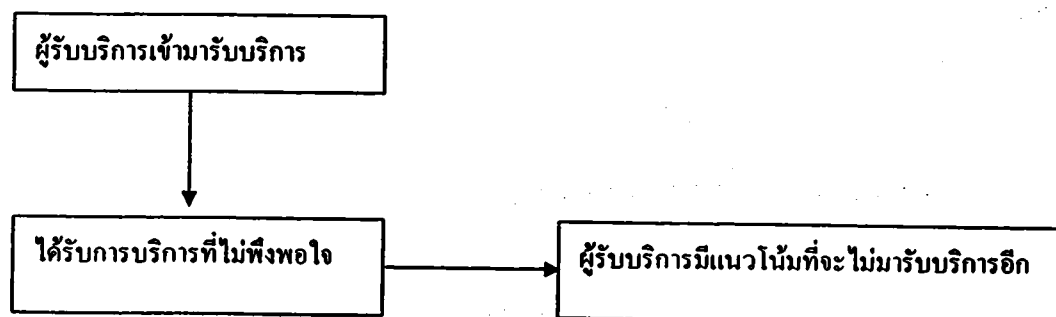 ผู้รับบริการเข้ามารับบริการ
ได้รับการบริการที่ไม่พึงพอใจ
ผู้รับบริการมีแนวโน้มที่จะไม่มารับบริการอีก